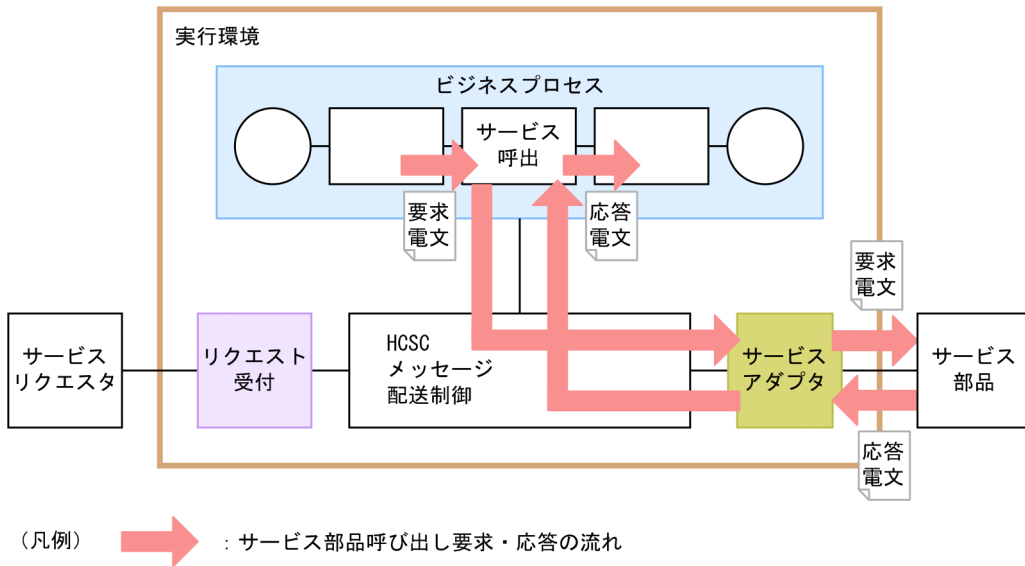 実行環境
ビジネスプロセス
サービス
呼出
要求
電文
応答
電文
要求
電文
サービス
リクエスタ
リクエスト
受付
HCSC
メッセージ
配送制御
サービス
アダプタ
サービス
部品
応答
電文
（凡例）
：サービス部品呼び出し要求・応答の流れ